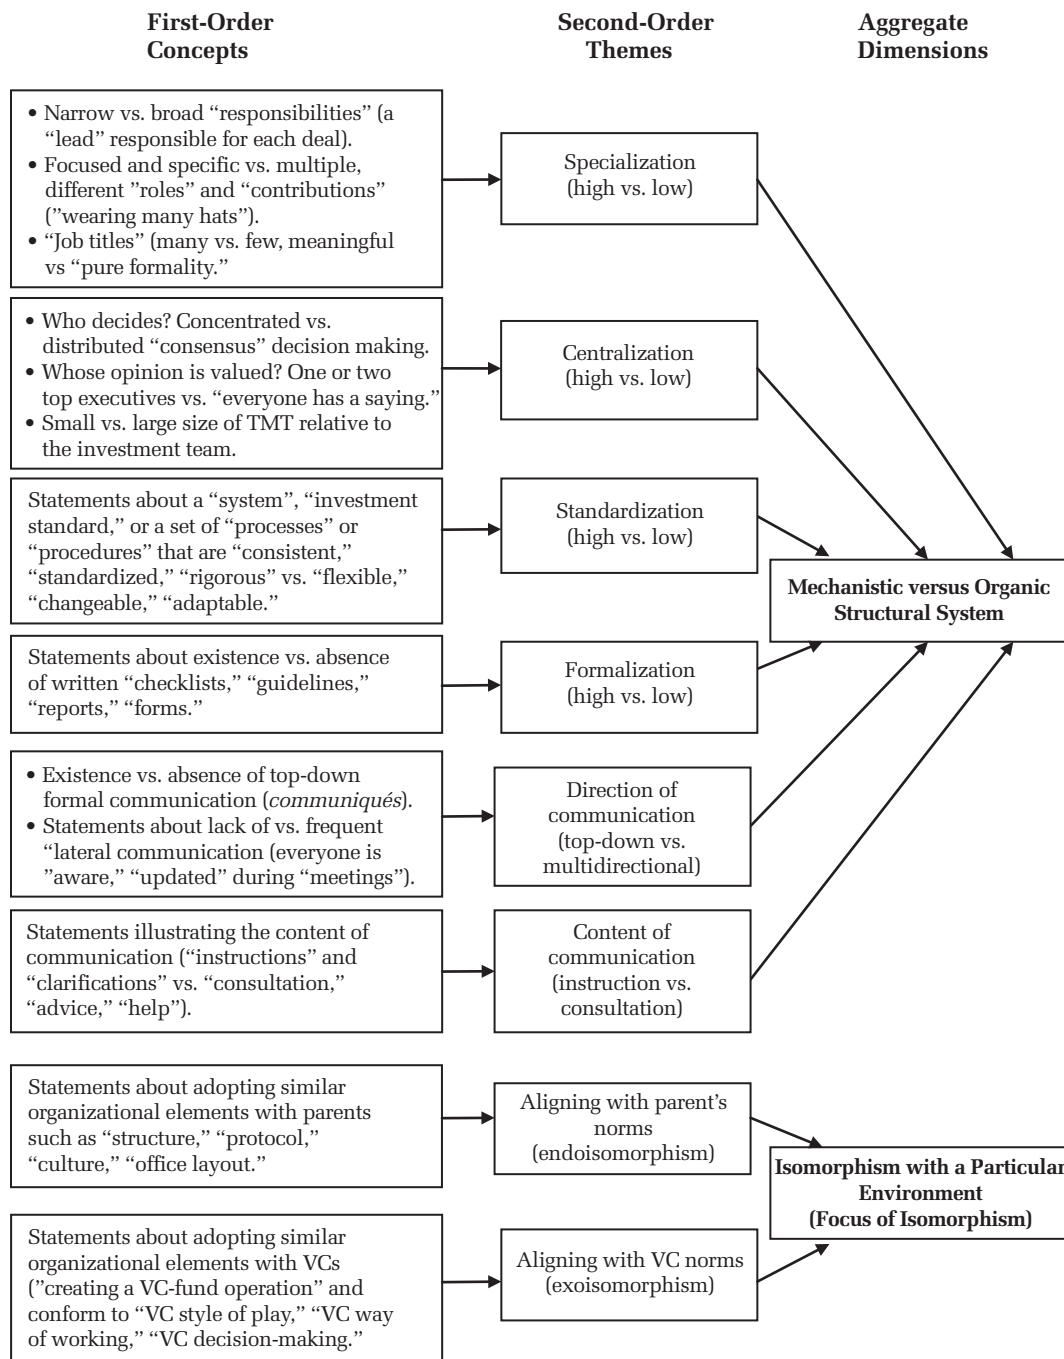 First-Order
Concepts
Second-Order
Themes
Aggregate
Dimensions
• Narrow vs. broad “responsibilities” (a
“lead” responsible for each deal).
• Focused and specific vs. multiple,
different ”roles” and “contributions”
(”wearing many hats”).
• “Job titles” (many vs. few, meaningful
vs “pure formality.”
Specialization
(high vs. low)
• Who decides? Concentrated vs.
distributed “consensus” decision making.
• Whose opinion is valued? One or two
top executives vs. “everyone has a saying.”
• Small vs. large size of TMT relative to
the investment team.
Centralization
(high vs. low)
Statements about a “system”, “investment
standard,” or a set of “processes” or
“procedures” that are “consistent,”
“standardized,” “rigorous” vs. “flexible,”
“changeable,” “adaptable.”
Standardization
(high vs. low)
Mechanistic versus Organic
Structural System
Statements about existence vs. absence
of written “checklists,” “guidelines,”
“reports,” “forms.”
Formalization
(high vs. low)
• Existence vs. absence of top-down
formal communication (communiqués).
• Statements about lack of vs. frequent
“lateral communication (everyone is
”aware,” “updated” during “meetings”).
Direction of
communication
(top-down vs.
multidirectional)
Statements illustrating the content of
communication (“instructions” and
“clarifications” vs. “consultation,”
“advice,” “help”).
Content of
communication
(instruction vs.
consultation)
Statements about adopting similar
organizational elements with parents
such as “structure,” “protocol,”
“culture,” “office layout.”
Aligning with parent’s
norms
(endoisomorphism)
Isomorphism with a Particular
Environment
(Focus of Isomorphism)
Statements about adopting similar
organizational elements with VCs
(”creating a VC-fund operation” and
conform to “VC style of play,” “VC way
of working,” “VC decision-making.”
Aligning with VC norms
(exoisomorphism)